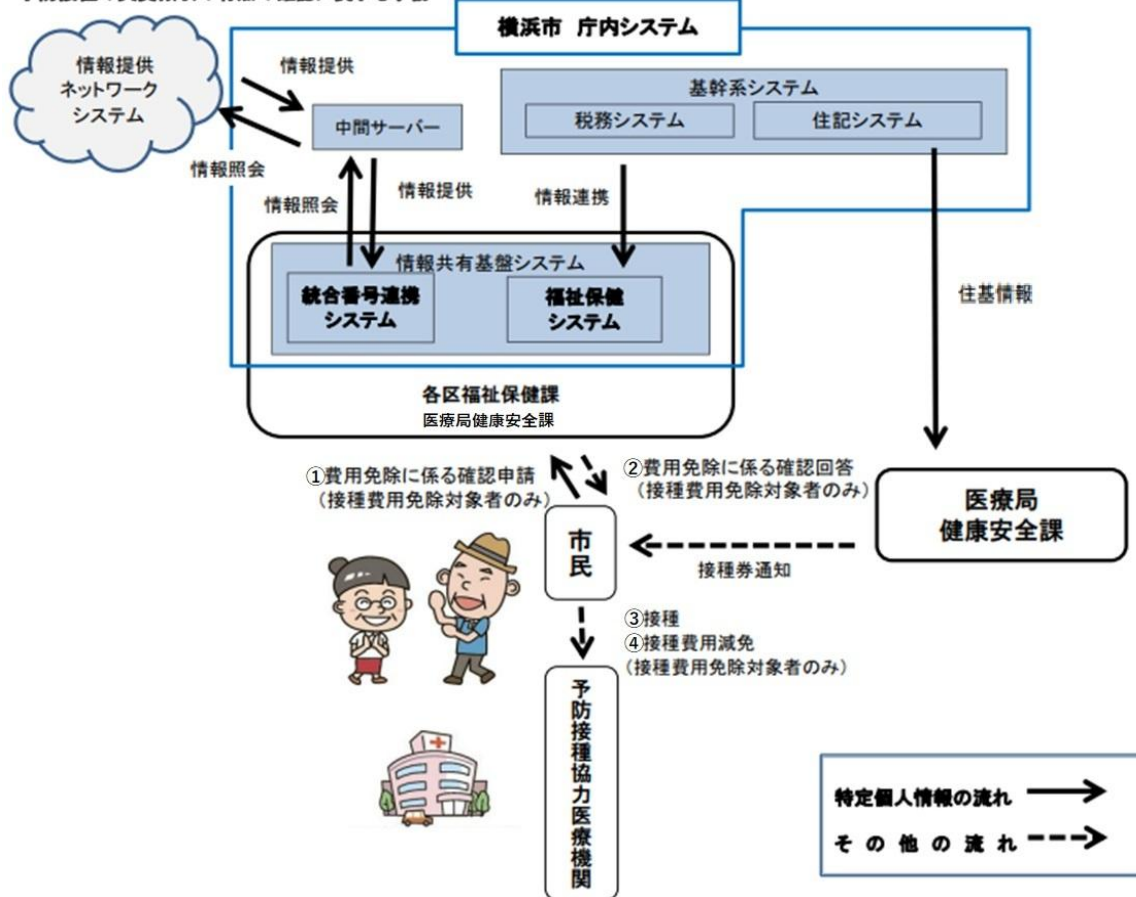 横浜市 庁内システム
情報提供
ネットワーク
システム
情報提供
情報照会
中間サーバー
基幹系システム
税務システム
住記システム
情報照会
情報提供
情報連携
住基情報
情報共有基盤システム
統合番号連携
システム
福祉保健
システム
各区福祉保健課
医療局健康安全課
①費用免除に係る確認申請
(接種費用免除対象者のみ)
②費用免除に係る確認回答
(接種費用免除対象者のみ)
医療局
健康安全課
市民
接種券通知
③接種
④接種費用減免
(接種費用免除対象者のみ)
予防接種協力医療機関
特定個人情報の流れ
その他の流れ